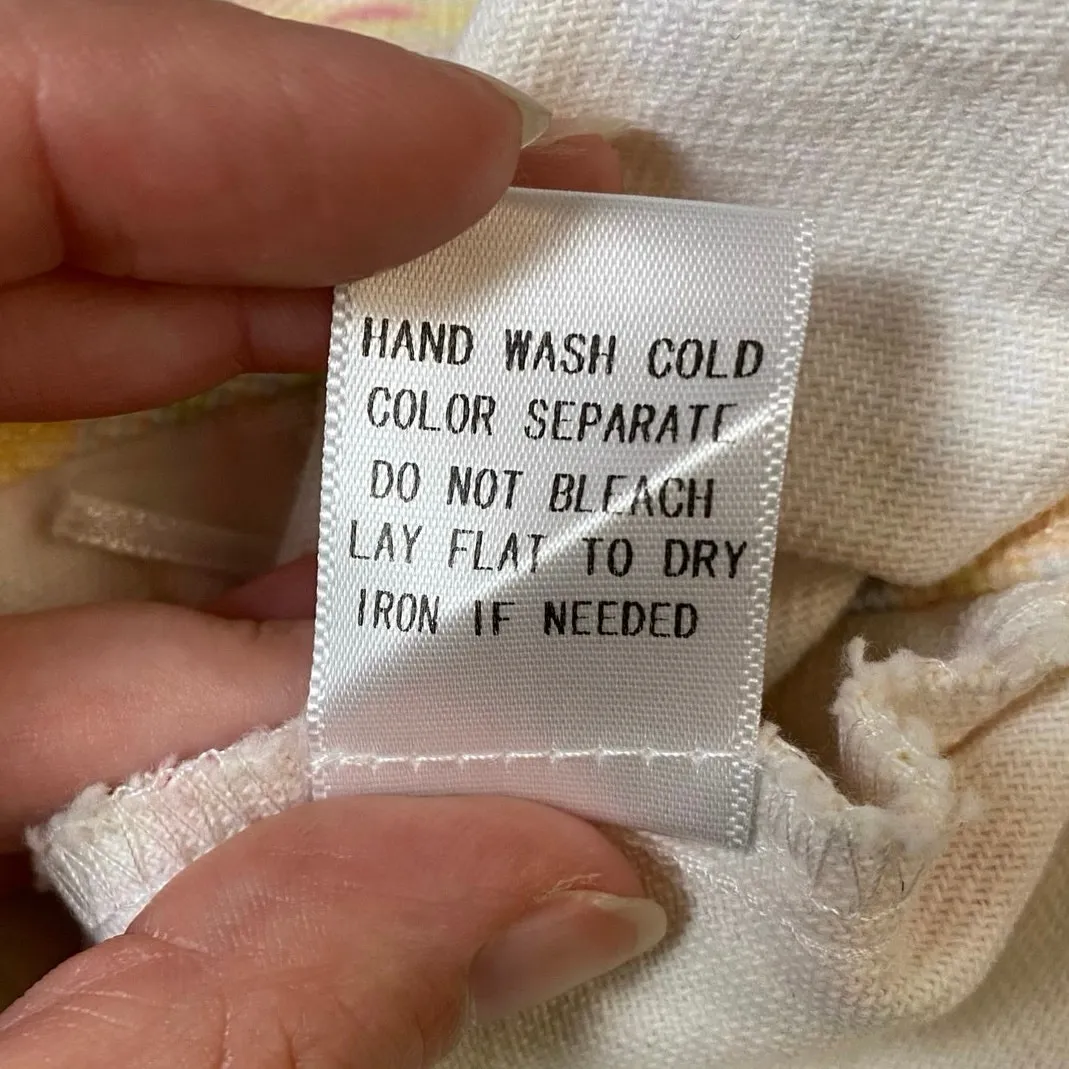 HAND WASH COLD
COLOR SEPARATE
DO NOT BLEACH
LAY FLAT TO DRY
IRON IF NEEDED